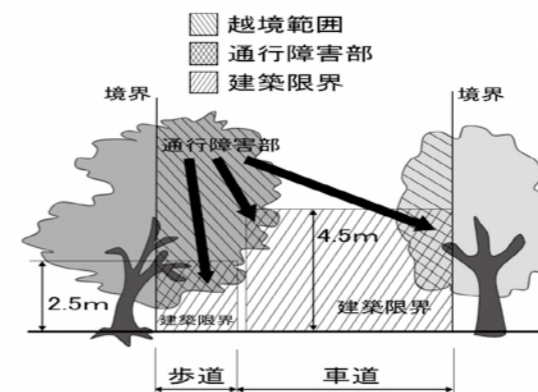 越境範囲
通行障害部
建築限界
境界
境界
通行障害部
4.5m
2.5m
建築限界
建築限界
歩道
車道